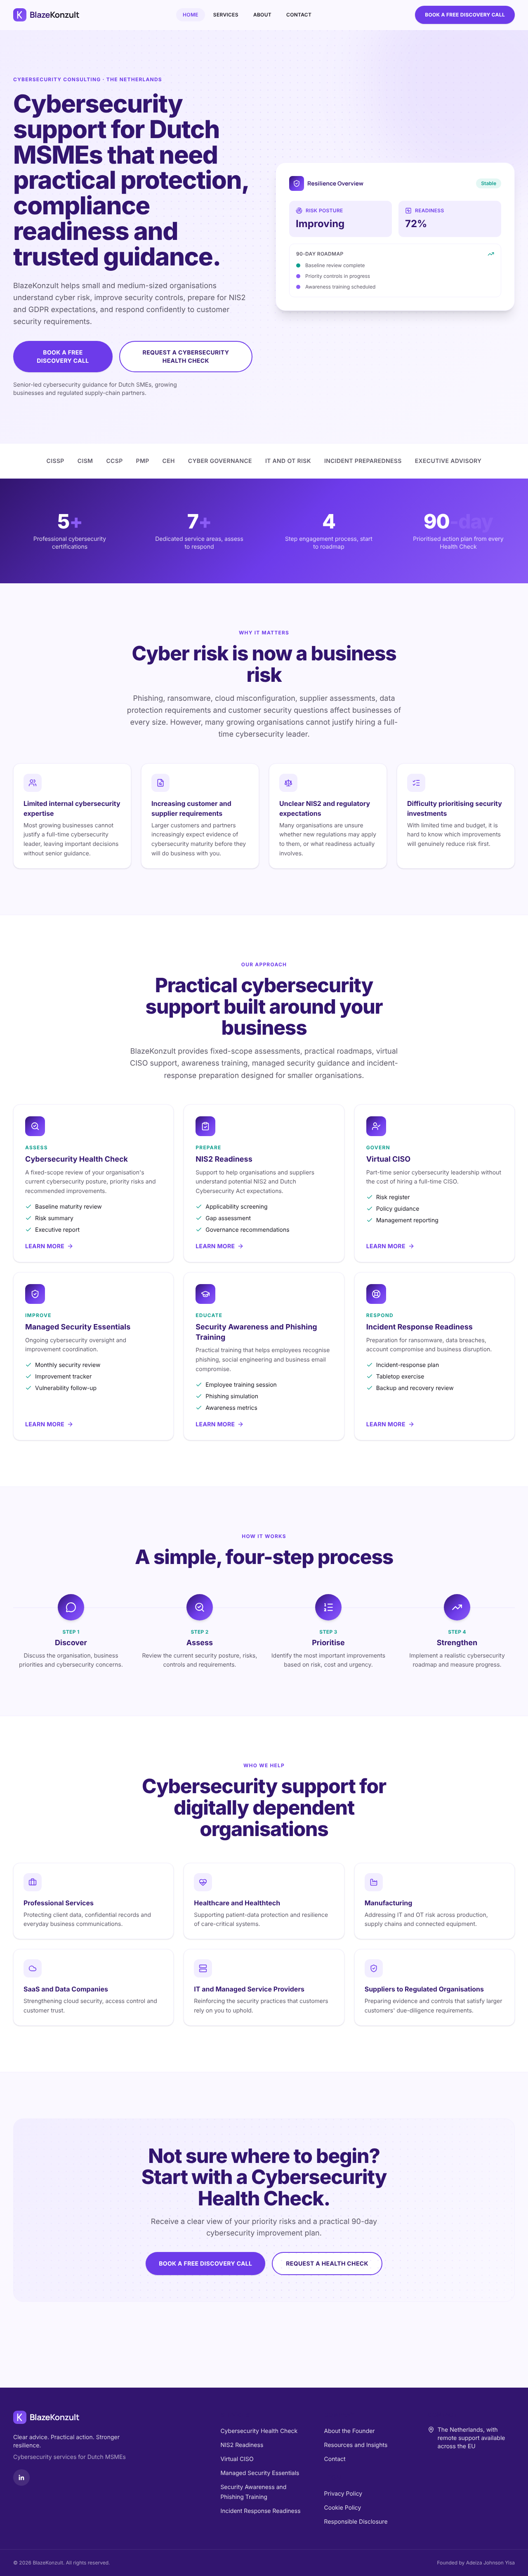 BlazeKonzult
HOME
SERVICES
ABOUT
CONTACT
BOOK A FREE DISCOVERY CALL
CYBERSECURITY CONSULTING · THE NETHERLANDS
Cybersecurity
support for Dutch
MSMEs that need
practical protection,
compliance
readiness and
trusted guidance.
BlazeKonzult helps small and medium-sized organisations
understand cyber risk, improve security controls, prepare for NIS2
and GDPR expectations, and respond confidently to customer
security requirements.
BOOK A FREE
DISCOVERY CALL
REQUEST A CYBERSECURITY
HEALTH CHECK
Senior-led cybersecurity guidance for Dutch SMEs, growing
businesses and regulated supply-chain partners.
Resilience Overview
Stable
RISK POSTURE
Improving
READINESS
72%
90-DAY ROADMAP
Baseline review complete
Priority controls in progress
Awareness training scheduled
CISSP
CISM
CCSP
PMP
CEH
CYBER GOVERNANCE
IT AND OT RISK
INCIDENT PREPAREDNESS
EXECUTIVE ADVISORY
5+
Professional cybersecurity
certifications
7+
Dedicated service areas, assess
to respond
4
Step engagement process, start
to roadmap
90-day
Prioritised action plan from every
Health Check
WHY IT MATTERS
Cyber risk is now a business
risk
Phishing, ransomware, cloud misconfiguration, supplier assessments, data
protection requirements and customer security questions affect businesses of
every size. However, many growing organisations cannot justify hiring a full-
time cybersecurity leader.
Limited internal cybersecurity
expertise
Most growing businesses cannot
justify a full-time cybersecurity
leader, leaving important decisions
without senior guidance.
Increasing customer and
supplier requirements
Larger customers and partners
increasingly expect evidence of
cybersecurity maturity before they
will do business with you.
Unclear NIS2 and regulatory
expectations
Many organisations are unsure
whether new regulations may apply
to them, or what readiness actually
involves.
Difficulty prioritising security
investments
With limited time and budget, it is
hard to know which improvements
will genuinely reduce risk first.
OUR APPROACH
Practical cybersecurity
support built around your
business
BlazeKonzult provides fixed-scope assessments, practical roadmaps, virtual
CISO support, awareness training, managed security guidance and incident-
response preparation designed for smaller organisations.
ASSESS
Cybersecurity Health Check
A fixed-scope review of your organisation's
current cybersecurity posture, priority risks and
recommended improvements.
Baseline maturity review
Risk summary
Executive report
LEARN MORE
PREPARE
NIS2 Readiness
Support to help organisations and suppliers
understand potential NIS2 and Dutch
Cybersecurity Act expectations.
Applicability screening
Gap assessment
Governance recommendations
LEARN MORE
GOVERN
Virtual CISO
Part-time senior cybersecurity leadership without
the cost of hiring a full-time CISO.
Risk register
Policy guidance
Management reporting
LEARN MORE
IMPROVE
Managed Security Essentials
Ongoing cybersecurity oversight and
improvement coordination.
Monthly security review
Improvement tracker
Vulnerability follow-up
LEARN MORE
EDUCATE
Security Awareness and Phishing
Training
Practical training that helps employees recognise
phishing, social engineering and business email
compromise.
Employee training session
Phishing simulation
Awareness metrics
LEARN MORE
RESPOND
Incident Response Readiness
Preparation for ransomware, data breaches,
account compromise and business disruption.
Incident-response plan
Tabletop exercise
Backup and recovery review
LEARN MORE
HOW IT WORKS
A simple, four-step process
STEP 1
Discover
Discuss the organisation, business
priorities and cybersecurity concerns.
STEP 2
Assess
Review the current security posture, risks,
controls and requirements.
STEP 3
Prioritise
Identify the most important improvements
based on risk, cost and urgency.
STEP 4
Strengthen
Implement a realistic cybersecurity
roadmap and measure progress.
WHO WE HELP
Cybersecurity support for
digitally dependent
organisations
Professional Services
Protecting client data, confidential records and
everyday business communications.
Healthcare and Healthtech
Supporting patient-data protection and resilience
of care-critical systems.
Manufacturing
Addressing IT and OT risk across production,
supply chains and connected equipment.
SaaS and Data Companies
Strengthening cloud security, access control and
customer trust.
IT and Managed Service Providers
Reinforcing the security practices that customers
rely on you to uphold.
Suppliers to Regulated Organisations
Preparing evidence and controls that satisfy larger
customers' due-diligence requirements.
Not sure where to begin?
Start with a Cybersecurity
Health Check.
Receive a clear view of your priority risks and a practical 90-day
cybersecurity improvement plan.
BOOK A FREE DISCOVERY CALL
REQUEST A HEALTH CHECK
BlazeKonzult
Clear advice. Practical action. Stronger
resilience.
Cybersecurity services for Dutch MSMEs
in
Cybersecurity Health Check
NIS2 Readiness
Virtual CISO
Managed Security Essentials
Security Awareness and
Phishing Training
Incident Response Readiness
About the Founder
Resources and Insights
Contact
Privacy Policy
Cookie Policy
Responsible Disclosure
The Netherlands, with
remote support available
across the EU
© 2026 BlazeKonzult. All rights reserved.
Founded by Adeisa Johnson Yisa